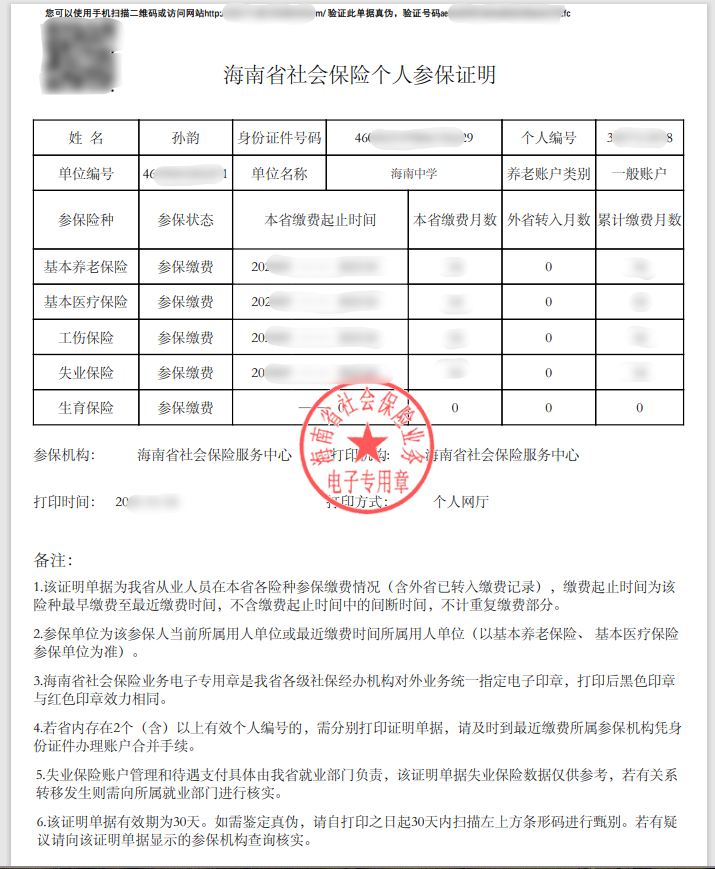 您可以使用手机扫描二维码或访问网站http: m/ 验证此单据真伪，验证号码ae fc
海南省社会保险个人参保证明
姓 名 孙韵 身份证件号码 460 29 个人编号 3 8
单位编号 46 1 单位名称 海南中学 养老账户类别 一般账户
参保险种 参保状态 本省缴费起止时间 本省缴费月数 外省转入月数 累计缴费月数
基本养老保险 参保缴费 202 0
基本医疗保险 参保缴费 202 0
工伤保险 参保缴费 202 0
失业保险 参保缴费 20 0
生育保险 参保缴费 — 0 0 0
海南省社会保险业务
电子专用章
参保机构： 海南省社会保险服务中心 打印机构: 海南省社会保险服务中心
打印时间： 20 打印方式: 个人网厅
备注：
1.该证明单据为我省从业人员在本省各险种参保缴费情况（含外省已转入缴费记录），缴费起止时间为该
险种最早缴费至最近缴费时间，不含缴费起止时间中的间断时间，不计重复缴费部分。
2.参保单位为该参保人当前所属用人单位或最近缴费时间所属用人单位（以基本养老保险、 基本医疗保险
参保单位为准）。
3.海南省社会保险业务电子专用章是我省各级社保经办机构对外业务统一指定电子印章，打印后黑色印章
与红色印章效力相同。
4.若省内存在2个（含）以上有效个人编号的，需分别打印证明单据，请及时到最近缴费所属参保机构凭身
份证件办理账户合并手续。
5.失业保险账户管理和待遇支付具体由我省就业部门负责，该证明单据失业保险数据仅供参考，若有关系
转移发生则需向所属就业部门进行核实。
6.该证明单据有效期为30天。如需鉴定真伪，请自打印之日起30天内扫描左上方条形码进行甄别。若有疑
议请向该证明单据显示的参保机构查询核实。